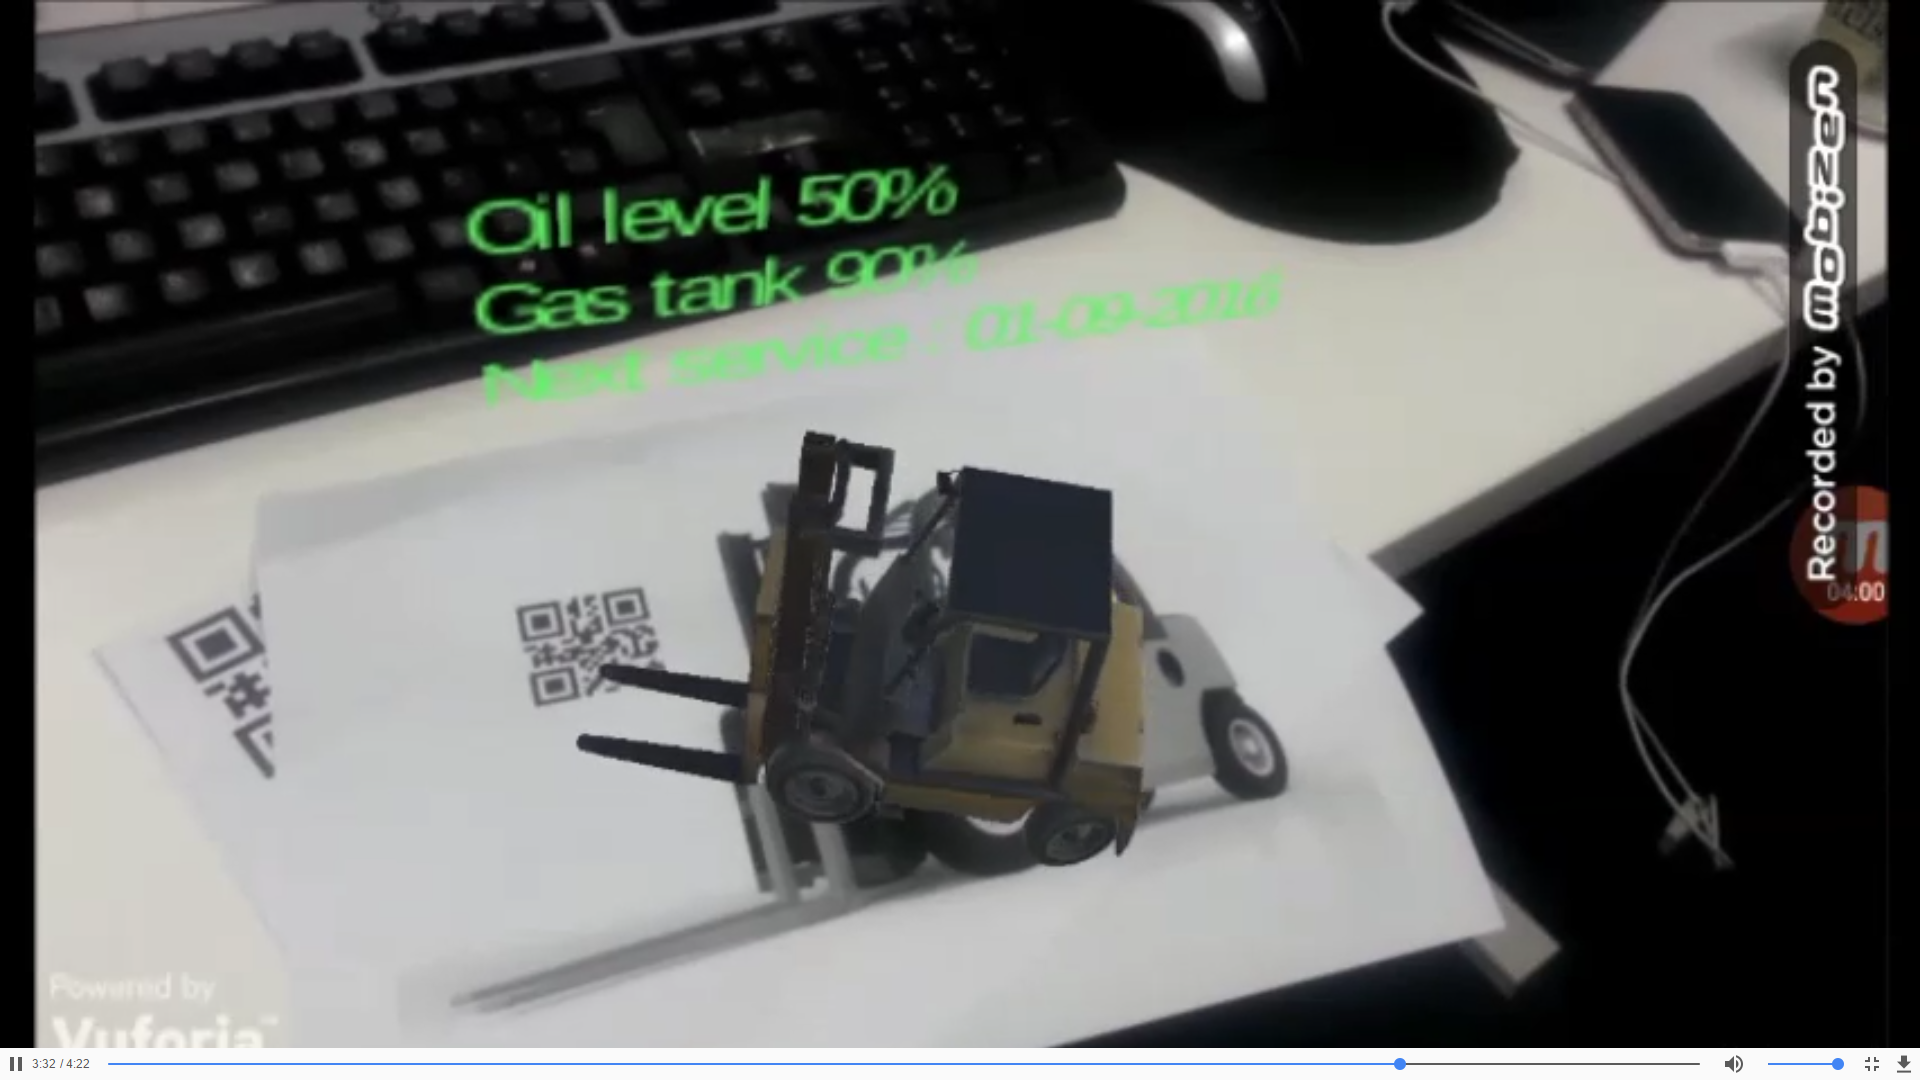 Oil level 50%
Gas tank 90%
Next service : 01-09-2016
Recorded by mobizen
04:00
Powered by
Vuforia™
3:32 / 4:22